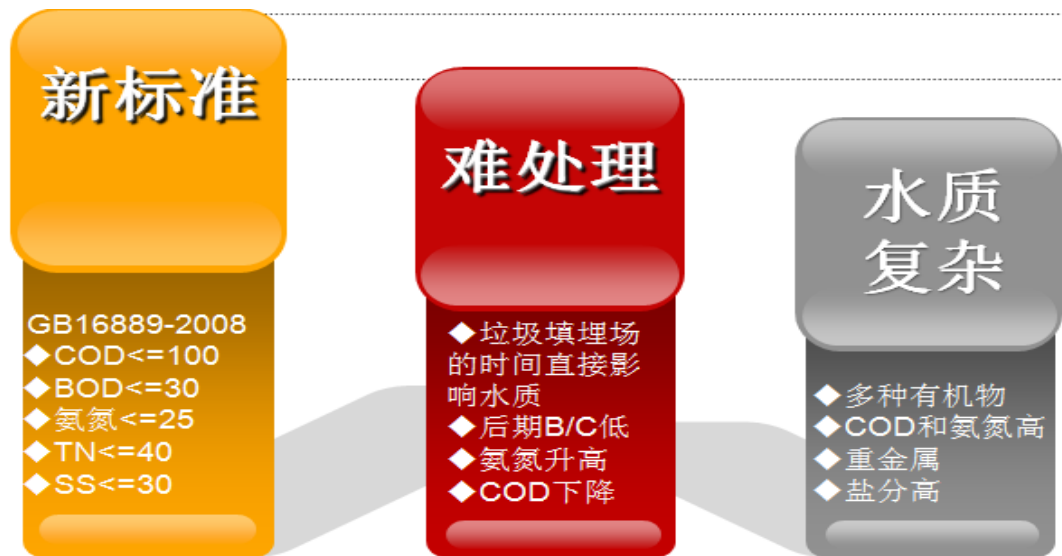 新标准
GB16889-2008
◆COD<=100
◆BOD<=30
◆氨氮<=25
◆TN<=40
◆SS<=30
难处理
◆垃圾填埋场
的时间直接影
响水质
◆后期B/C低
◆氨氮升高
◆COD下降
水质
复杂
◆多种有机物
◆COD和氨氮高
◆重金属
◆盐分高